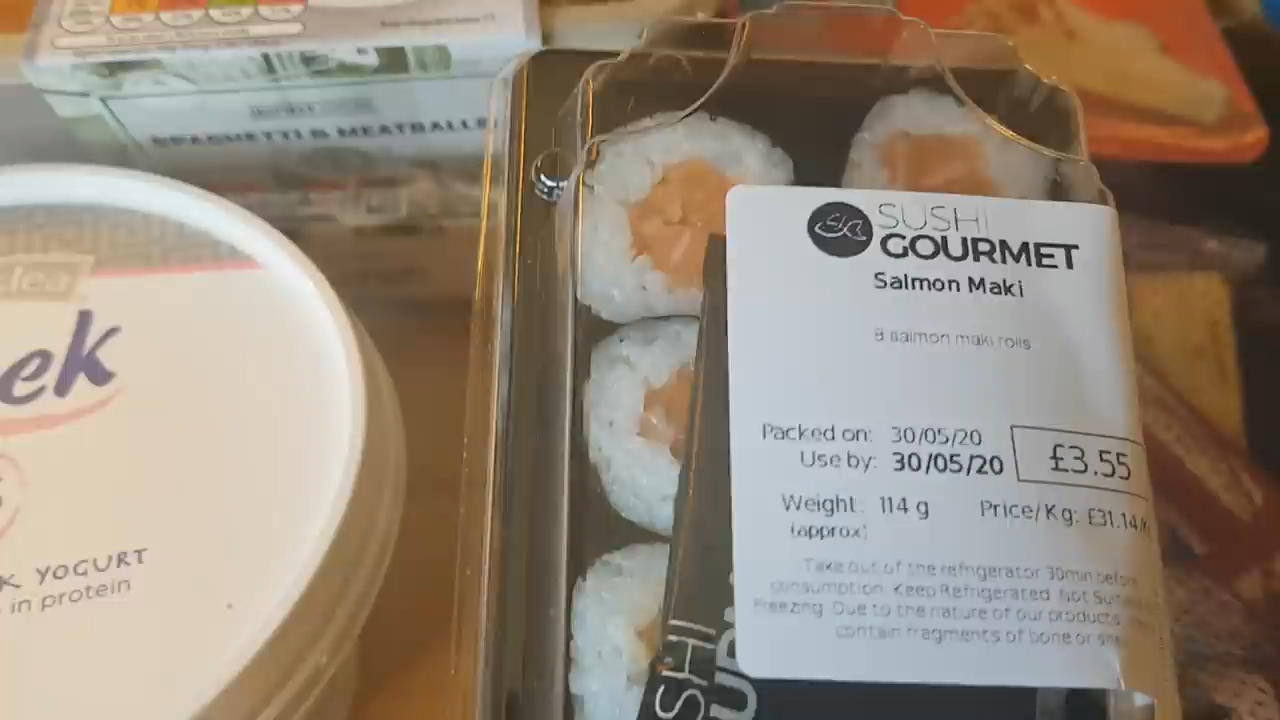 SPAGHETTI & MEATBALLS
ek
K YOGURT
in protein
SUSHI
GOURMET
Salmon Maki
8 salmon maki rolls
Packed on: 30/05/20
Use by: 30/05/20
£3.55
Weight: 114 g
Price/Kg: £31.14/
(approx)
Take out of the refrigerator 30min before
consumption. Keep Refrigerated. Not
Freezing. Due to the nature of our products
contain fragments of bone or
SHI